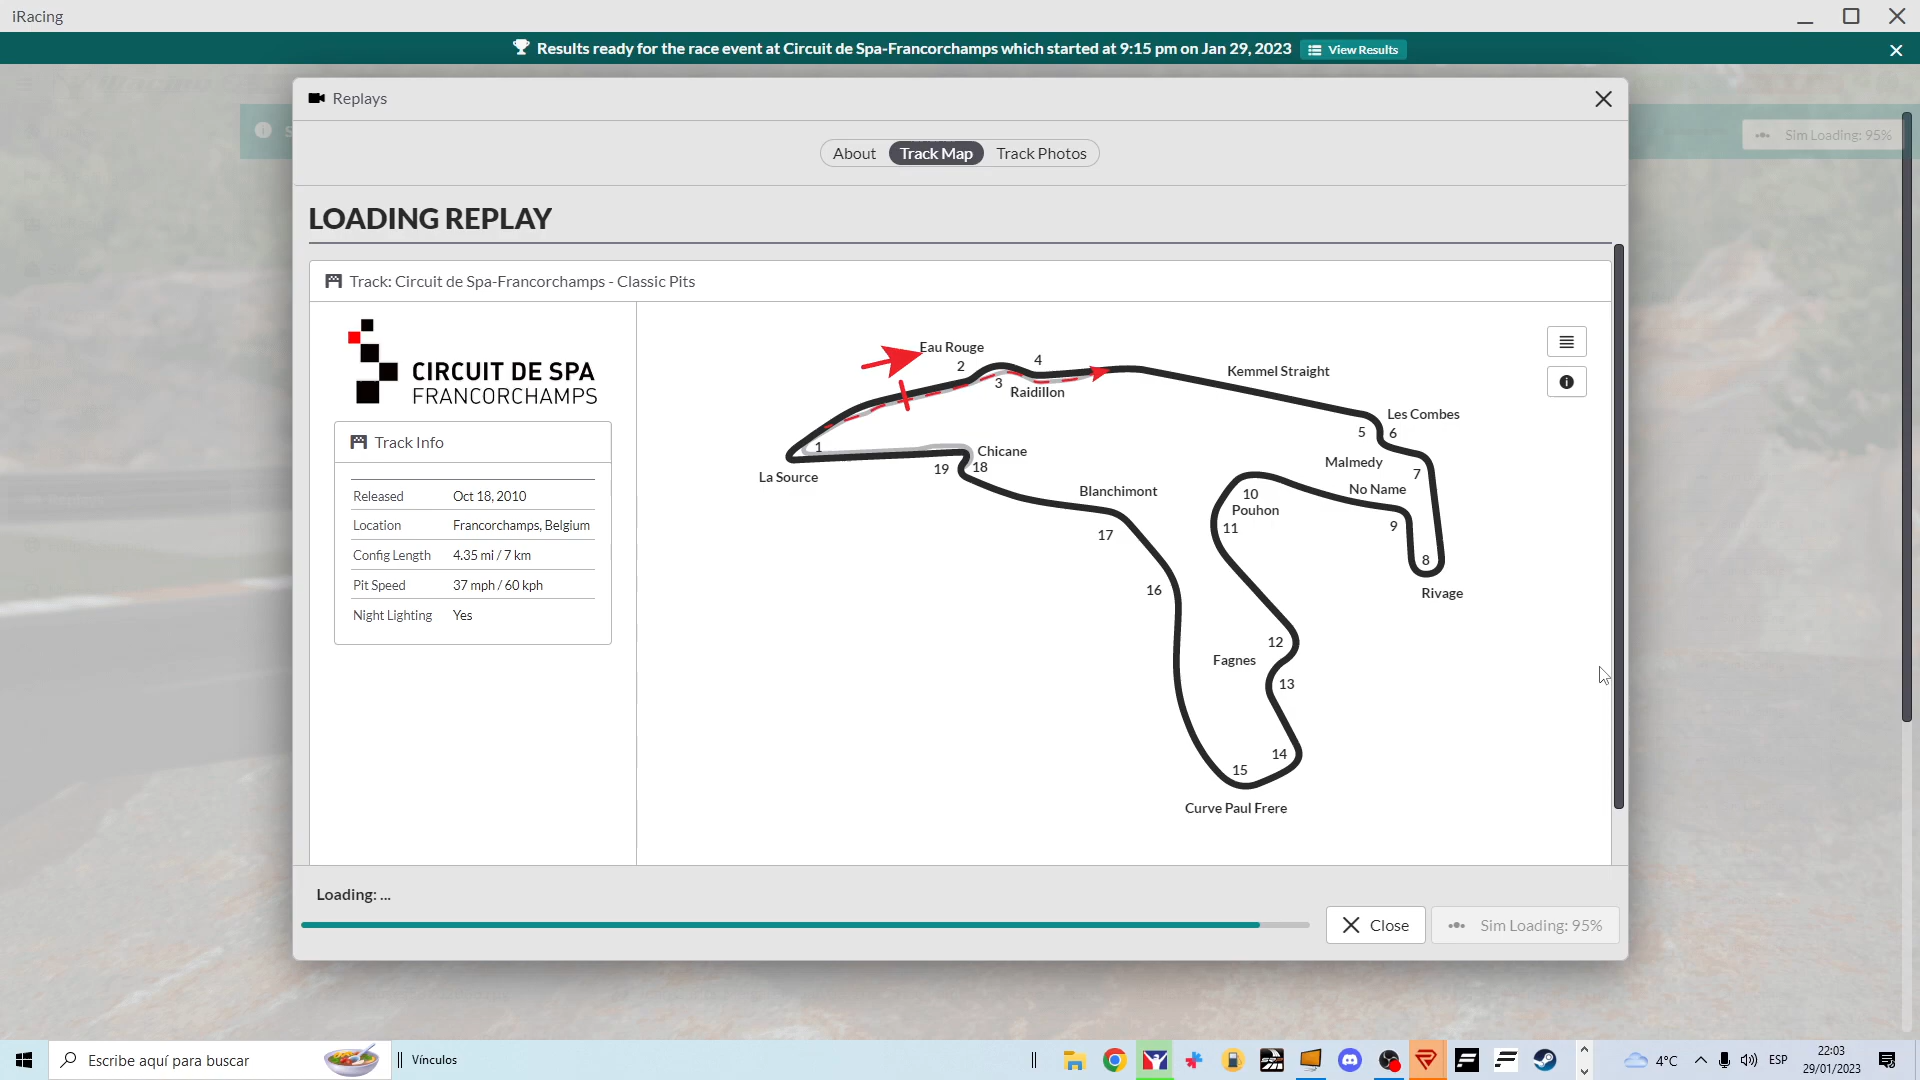 iRacing
Results ready for the race event at Circuit de Spa-Francorchamps which started at 9:15 pm on Jan 29, 2023 View Results
Replays
Sim Loading: 95%
About Track Map Track Photos
LOADING REPLAY
Track: Circuit de Spa-Francorchamps - Classic Pits
CIRCUIT DE SPA
FRANCORCHAMPS
Track Info
Released Oct 18, 2010
Location Francorchamps, Belgium
Config Length 4.35 mi / 7 km
Pit Speed 37 mph / 60 kph
Night Lighting Yes
Eau Rouge
2
3
4
Raidillon
Kemmel Straight
Les Combes
5 6
Malmedy
7
No Name
1
La Source
Chicane
19 18
Blanchimont
17
10
Pouhon
11
9
8
Rivage
16
12
Fagnes
13
14
15
Curve Paul Frere
Loading: ...
Close
Sim Loading: 95%
Escribe aquí para buscar
Vínculos
4°C
ESP
22:03
29/01/2023